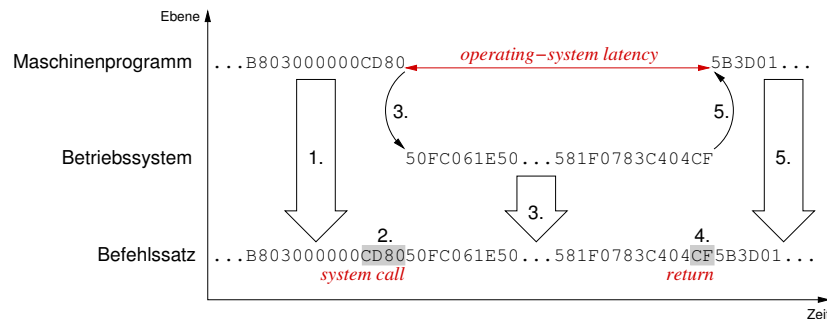 Ebene
Maschinenprogramm ...B803000000CD80 operating−system latency 5B3D01...
3. 5.
Betriebssystem 1. 50FC061E50...581F0783C404CF 5.
3.
2. 4.
Befehlssatz ...B803000000CD8050FC061E50...581F0783C404CF5B3D01...
system call return
Zeit